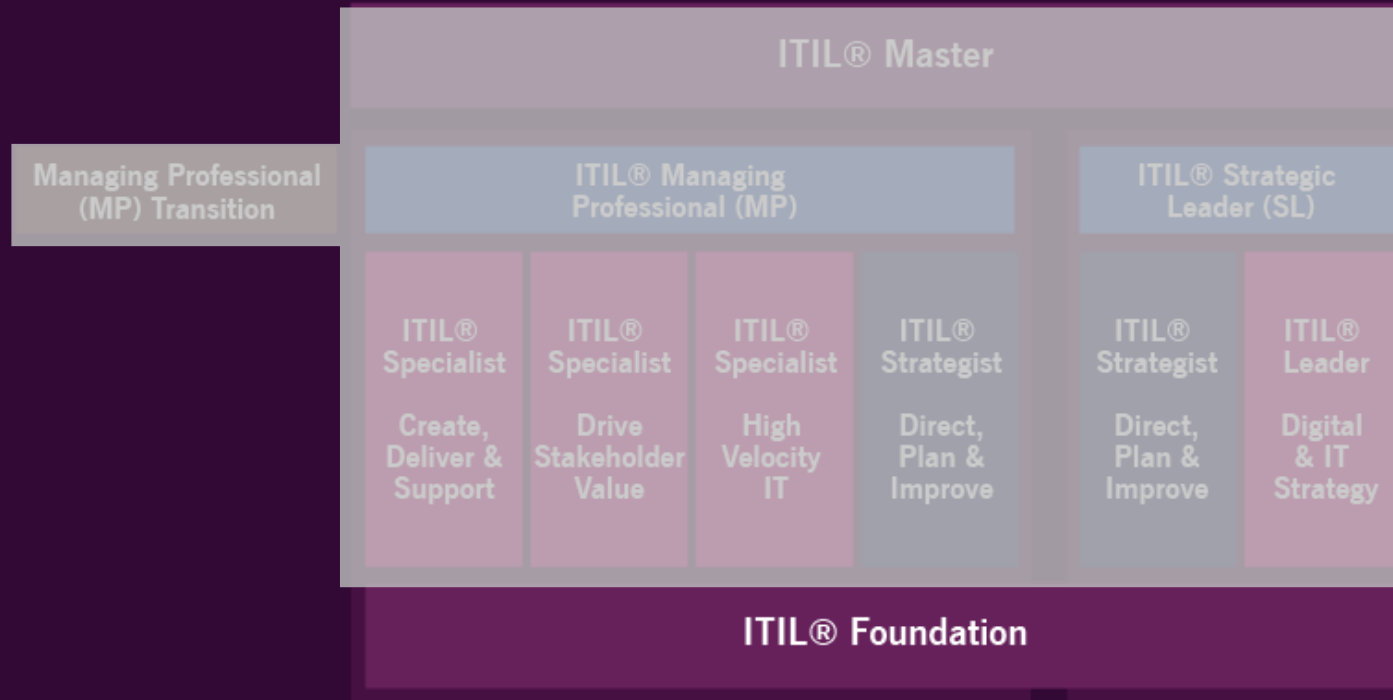 ITIL® Master
Managing Professional
(MP) Transition
ITIL® Managing
Professional (MP)
ITIL® Strategic
Leader (SL)
ITIL®
Specialist
Create,
Deliver &
Support
ITIL®
Specialist
Drive
Stakeholder
Value
ITIL®
Specialist
High
Velocity
IT
ITIL®
Strategist
Direct,
Plan &
Improve
ITIL®
Strategist
Direct,
Plan &
Improve
ITIL®
Leader
Digital
& IT
Strategy
ITIL® Foundation